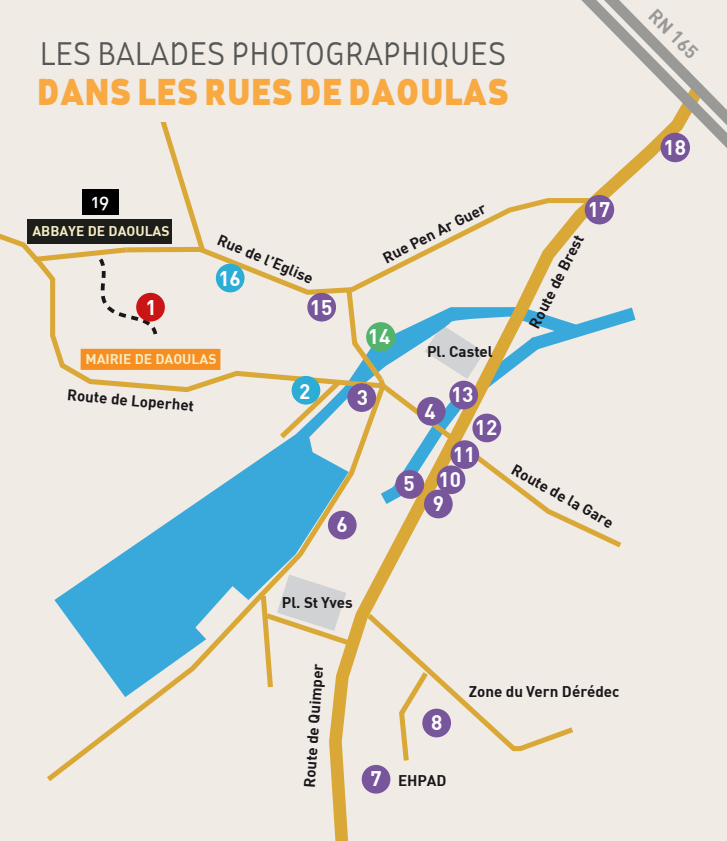 LES BALADES PHOTOGRAPHIQUES
DANS LES RUES DE DAOULAS
RN 165
18
19
ABBAYE DE DAOULAS
17
Rue Pen Ar Guer
Rue de l'Eglise
Route de Brest
16
15
1
14
MAIRIE DE DAOULAS
Pl. Castel
Route de Loperhet
2
3
13
4
12
11
10
5
9
Route de la Gare
6
Pl. St Yves
Route de Quimper
Zone du Vern Dérédec
8
7
EHPAD